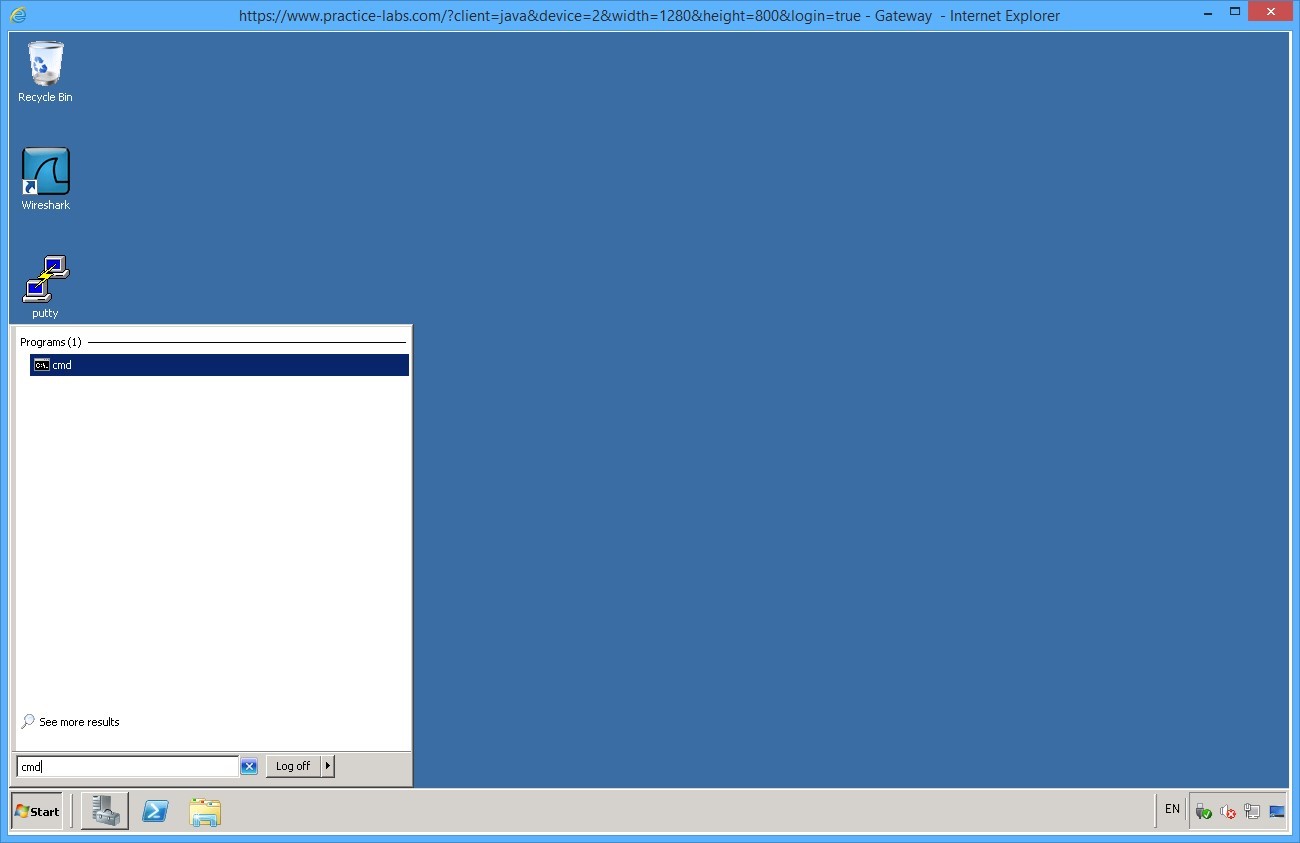 https://www.practice-labs.com/?client=java&device=2&width=1280&height=800&login=true - Gateway - Internet Explorer
Recycle Bin
Wireshark
putty
Programs (1)
C:\.
cmd
See more results
cmd
Log off
Start
EN